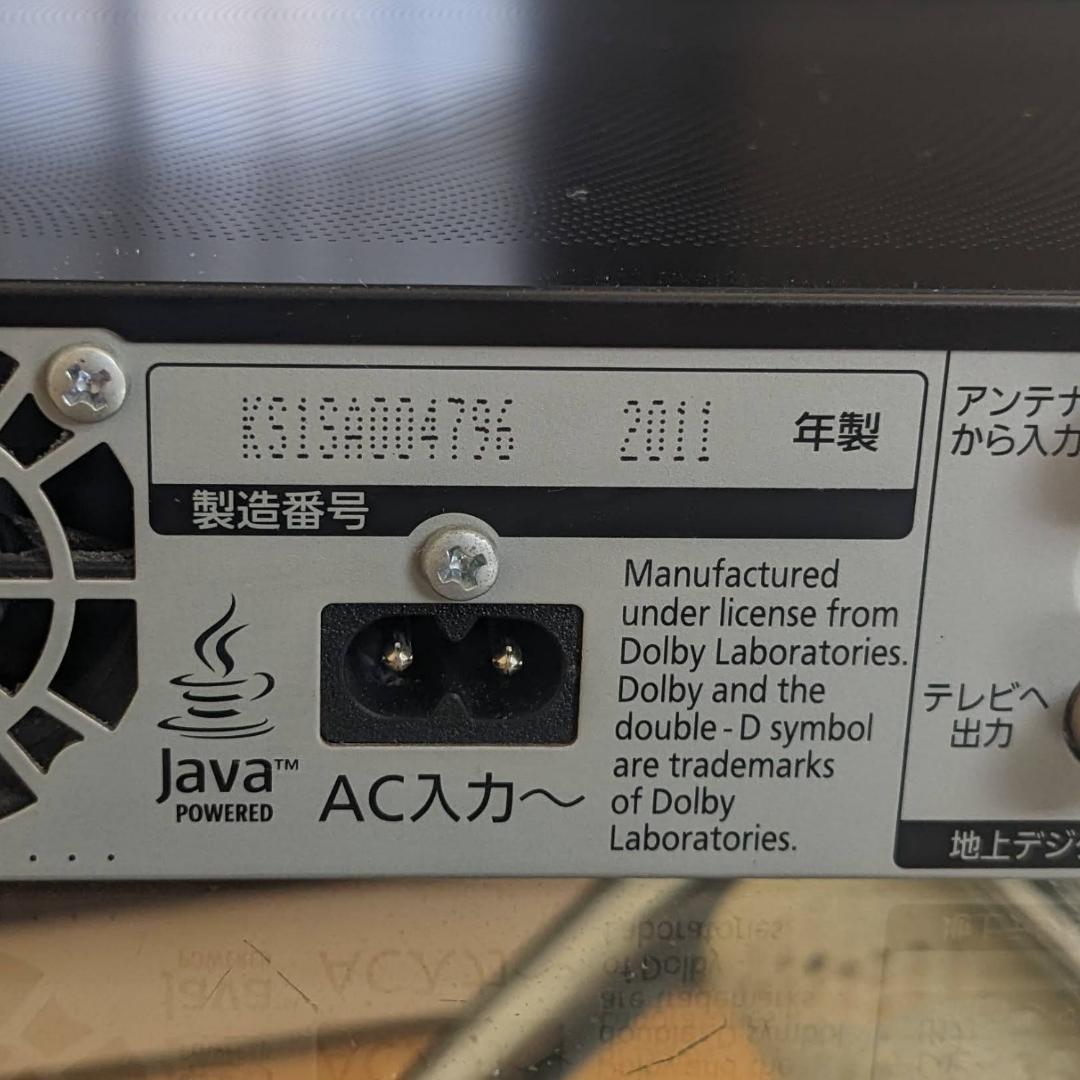 KS1SA004796 2011 年製
製造番号
Java™
POWERED
AC入力～
Manufactured
under license from
Dolby Laboratories.
Dolby and the
double-D symbol
are trademarks
of Dolby
Laboratories.
アンテナ
から入力
テレビへ
出力
地上デジ